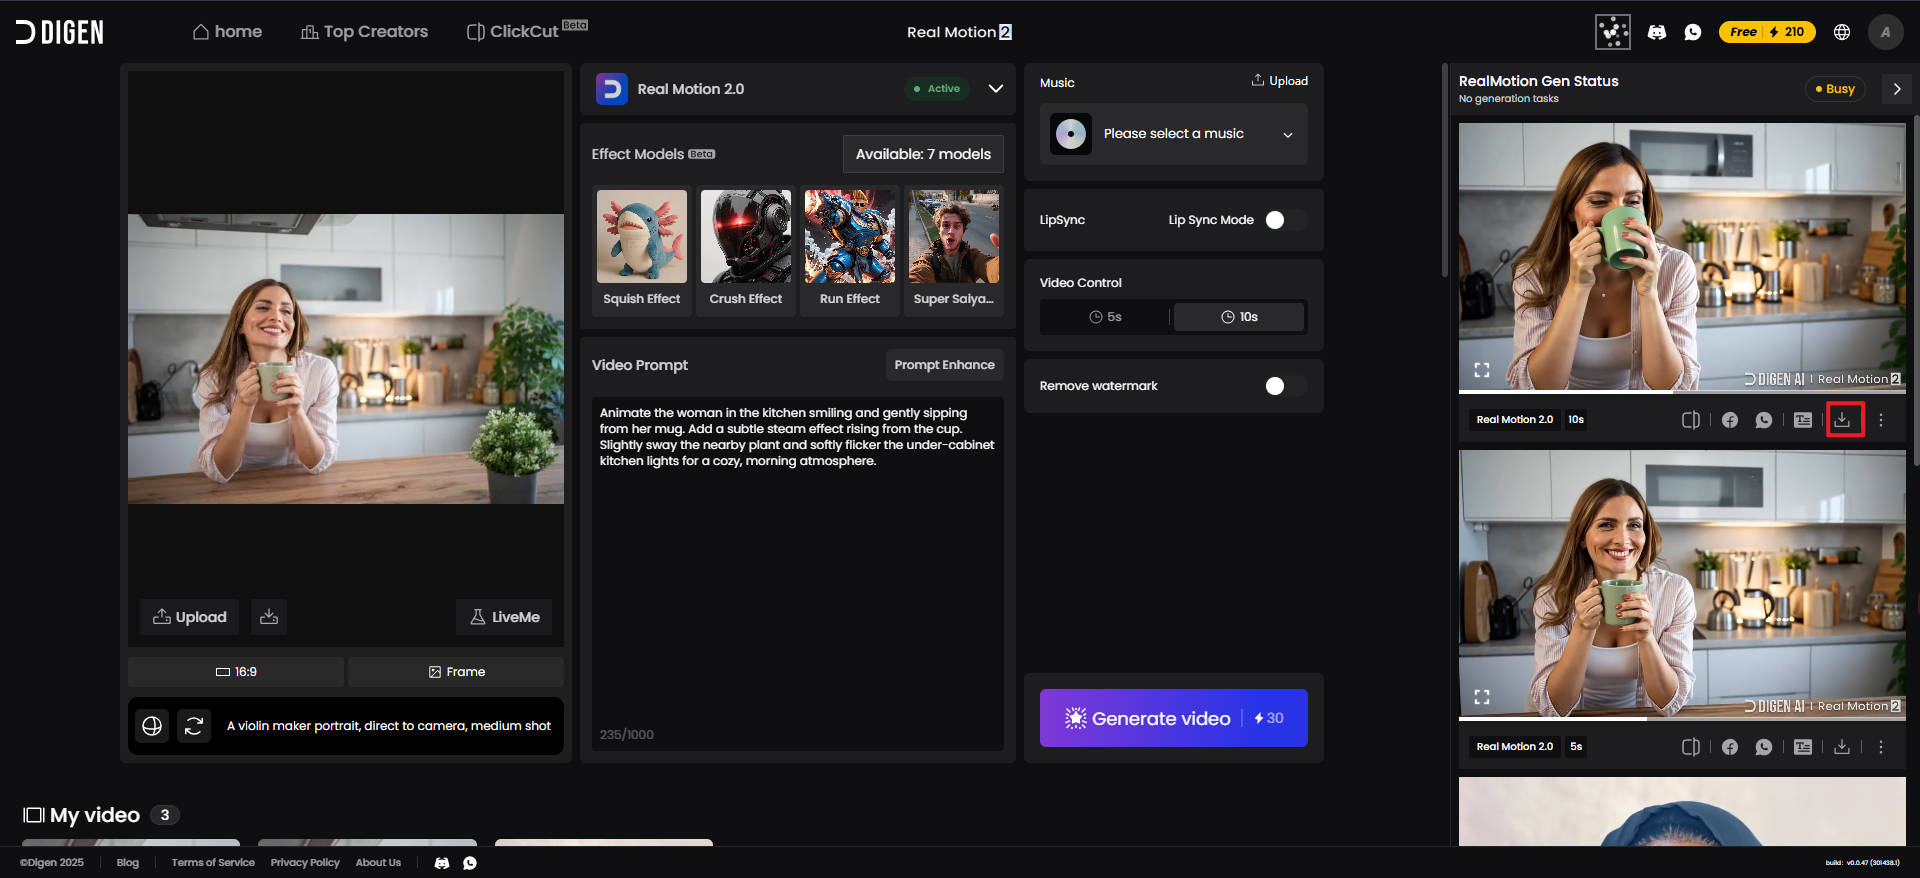 DIGEN
home
Top Creators
ClickCut Beta
Real Motion 2
Free 210
A
Real Motion 2.0
Active
Effect Models Beta
Available: 7 models
Squish Effect
Crush Effect
Run Effect
Super Saiya...
Video Prompt
Prompt Enhance
Animate the woman in the kitchen smiling and gently sipping
from her mug. Add a subtle steam effect rising from the cup.
Slightly sway the nearby plant and softly flicker the under-cabinet
kitchen lights for a cozy, morning atmosphere.
235/1000
Upload
LiveMe
16:9
Frame
A violin maker portrait, direct to camera, medium shot
Music
Upload
Please select a music
LipSync
Lip Sync Mode
Video Control
5s
10s
Remove watermark
Generate video 30
RealMotion Gen Status
No generation tasks
Busy
DIGEN AI | Real Motion 2
Real Motion 2.0
10s
DIGEN AI | Real Motion 2
Real Motion 2.0
5s
My video 3
©Digen 2025
Blog
Terms of Service
Privacy Policy
About Us
build: v0.0.47 (301438.1)